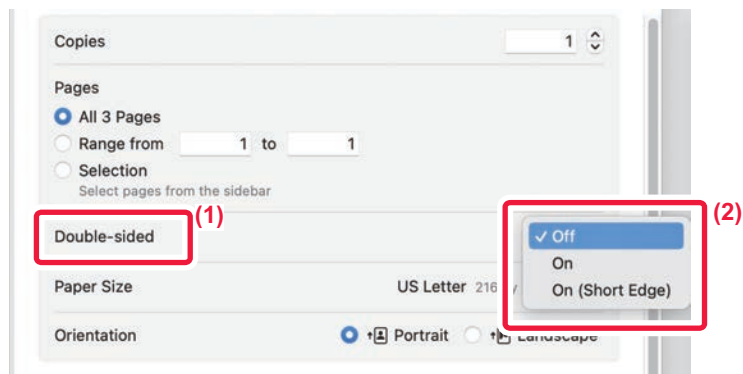 Copies 1
Pages
All 3 Pages
Range from 1 to 1
Selection
Select pages from the sidebar
(1)
(2)
Double-sided
Off
On
On (Short Edge)
Paper Size US Letter
Orientation Portrait Landscape